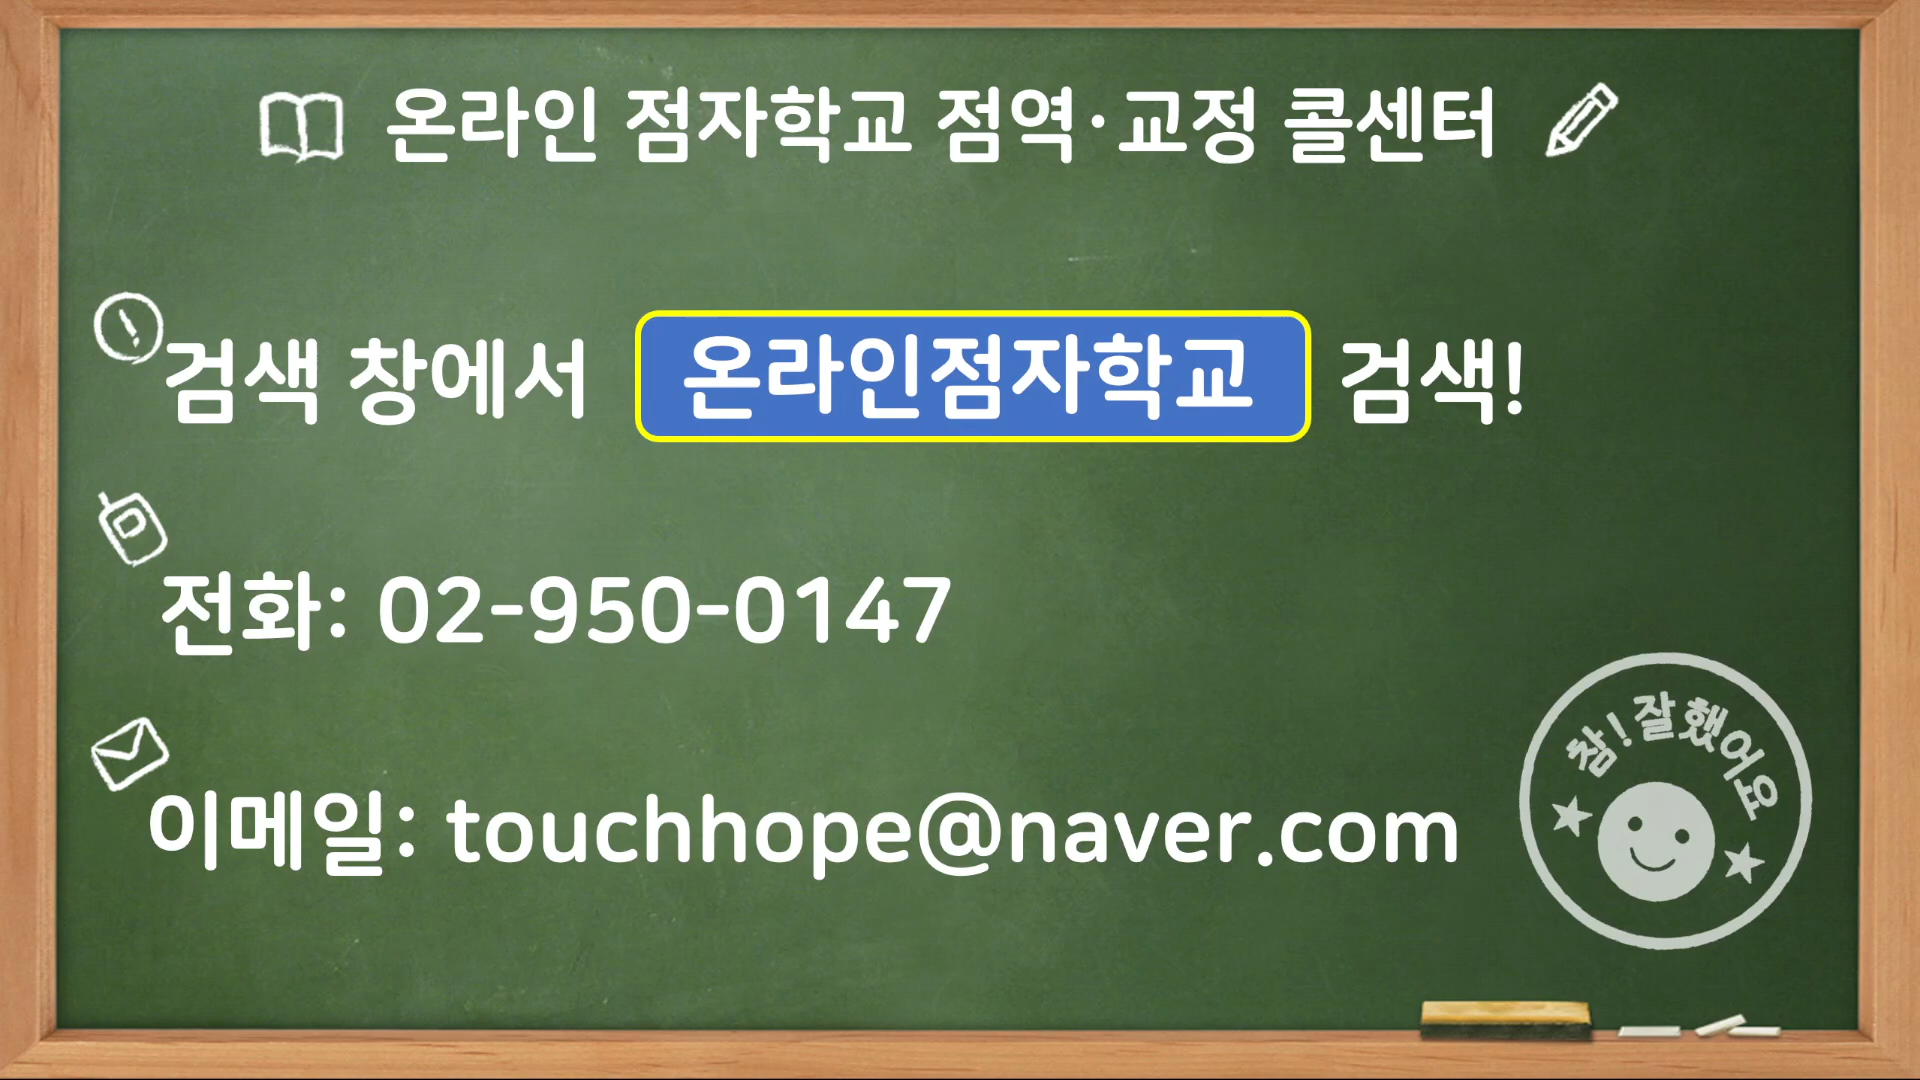 온라인 점자학교 점역·교정 콜센터
검색 창에서 온라인점자학교 검색!
전화: 02-950-0147
이메일: touchhope@naver.com
참! 잘했어요